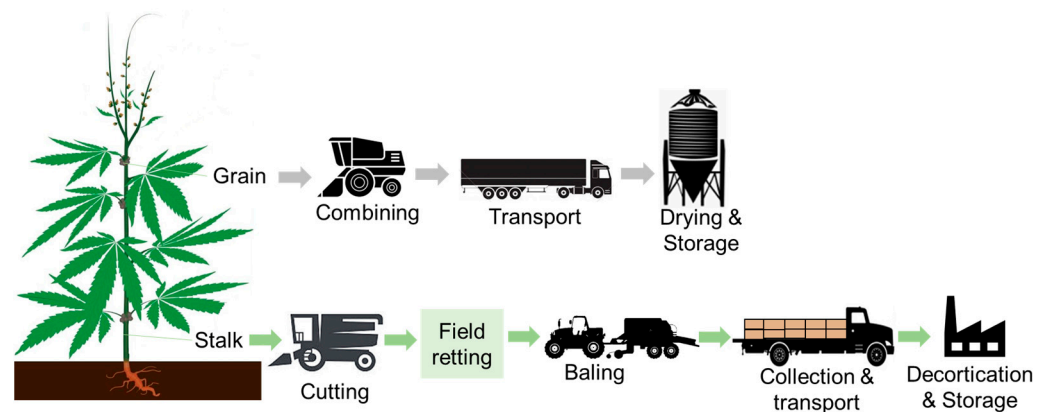 Grain
Combining
Transport
Drying &
Storage
Stalk
Cutting
Field
retting
Baling
Collection &
transport
Decortication
& Storage